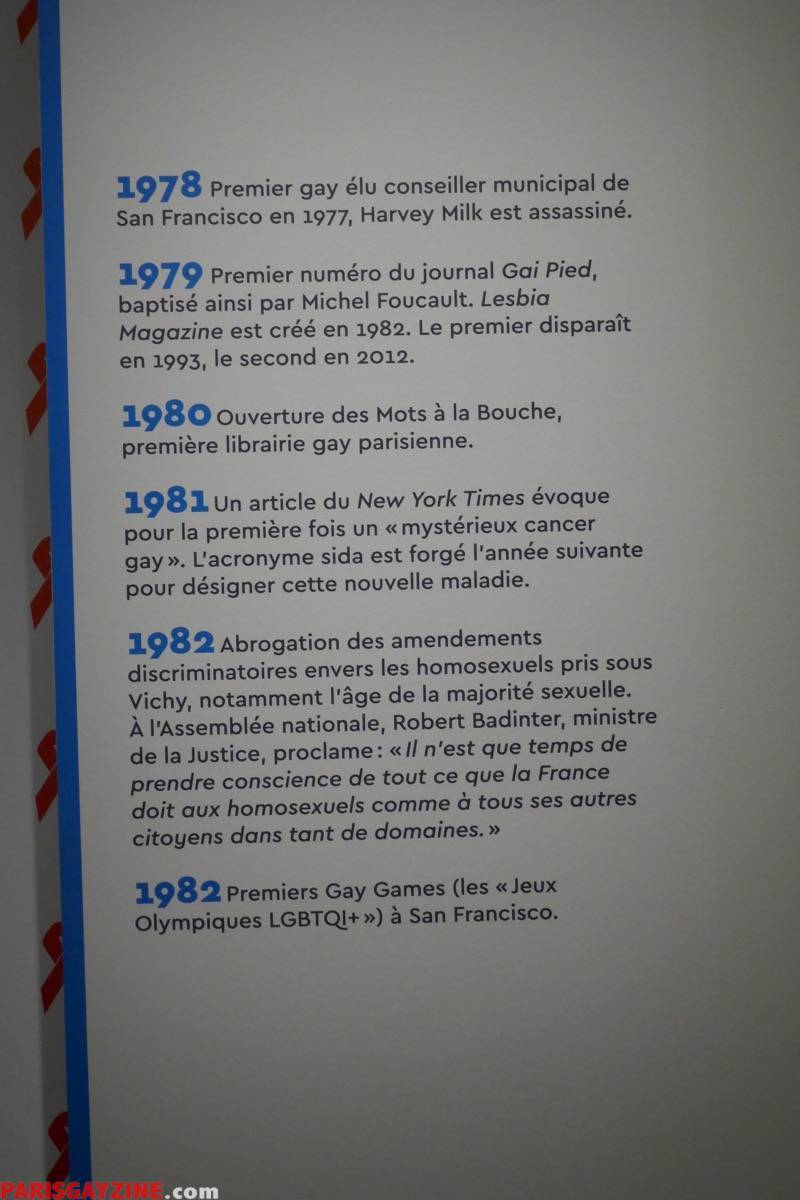 1978 Premier gay élu conseiller municipal de
San Francisco en 1977, Harvey Milk est assassiné.
1979 Premier numéro du journal Gai Pied,
baptisé ainsi par Michel Foucault. Lesbia
Magazine est créé en 1982. Le premier disparaît
en 1993, le second en 2012.
1980 Ouverture des Mots à la Bouche,
première librairie gay parisienne.
1981 Un article du New York Times évoque
pour la première fois un « mystérieux cancer
gay ». L'acronyme sida est forgé l'année suivante
pour désigner cette nouvelle maladie.
1982 Abrogation des amendements
discriminatoires envers les homosexuels pris sous
Vichy, notamment l'âge de la majorité sexuelle.
À l'Assemblée nationale, Robert Badinter, ministre
de la Justice, proclame : « Il n'est que temps de
prendre conscience de tout ce que la France
doit aux homosexuels comme à tous ses autres
citoyens dans tant de domaines. »
1982 Premiers Gay Games (les « Jeux
Olympiques LGBTQI+ ») à San Francisco.
PARISGAYZINE.com